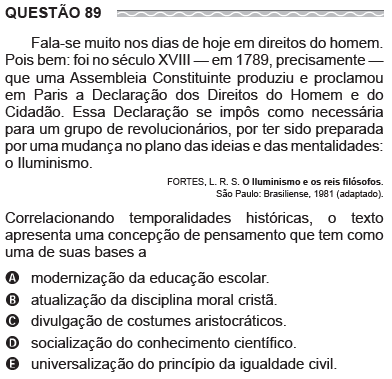 QUESTÃO 89
Fala-se muito nos dias de hoje em direitos do homem.
Pois bem: foi no século XVIII — em 1789, precisamente —
que uma Assembleia Constituinte produziu e proclamou
em Paris a Declaração dos Direitos do Homem e do
Cidadão. Essa Declaração se impôs como necessária
para um grupo de revolucionários, por ter sido preparada
por uma mudança no plano das ideias e das mentalidades:
o Iluminismo.
FORTES, L. R. S. O Iluminismo e os reis filósofos.
São Paulo: Brasiliense, 1981 (adaptado).
Correlacionando temporalidades históricas, o texto
apresenta uma concepção de pensamento que tem como
uma de suas bases a
A modernização da educação escolar.
B atualização da disciplina moral cristã.
C divulgação de costumes aristocráticos.
D socialização do conhecimento científico.
E universalização do princípio da igualdade civil.